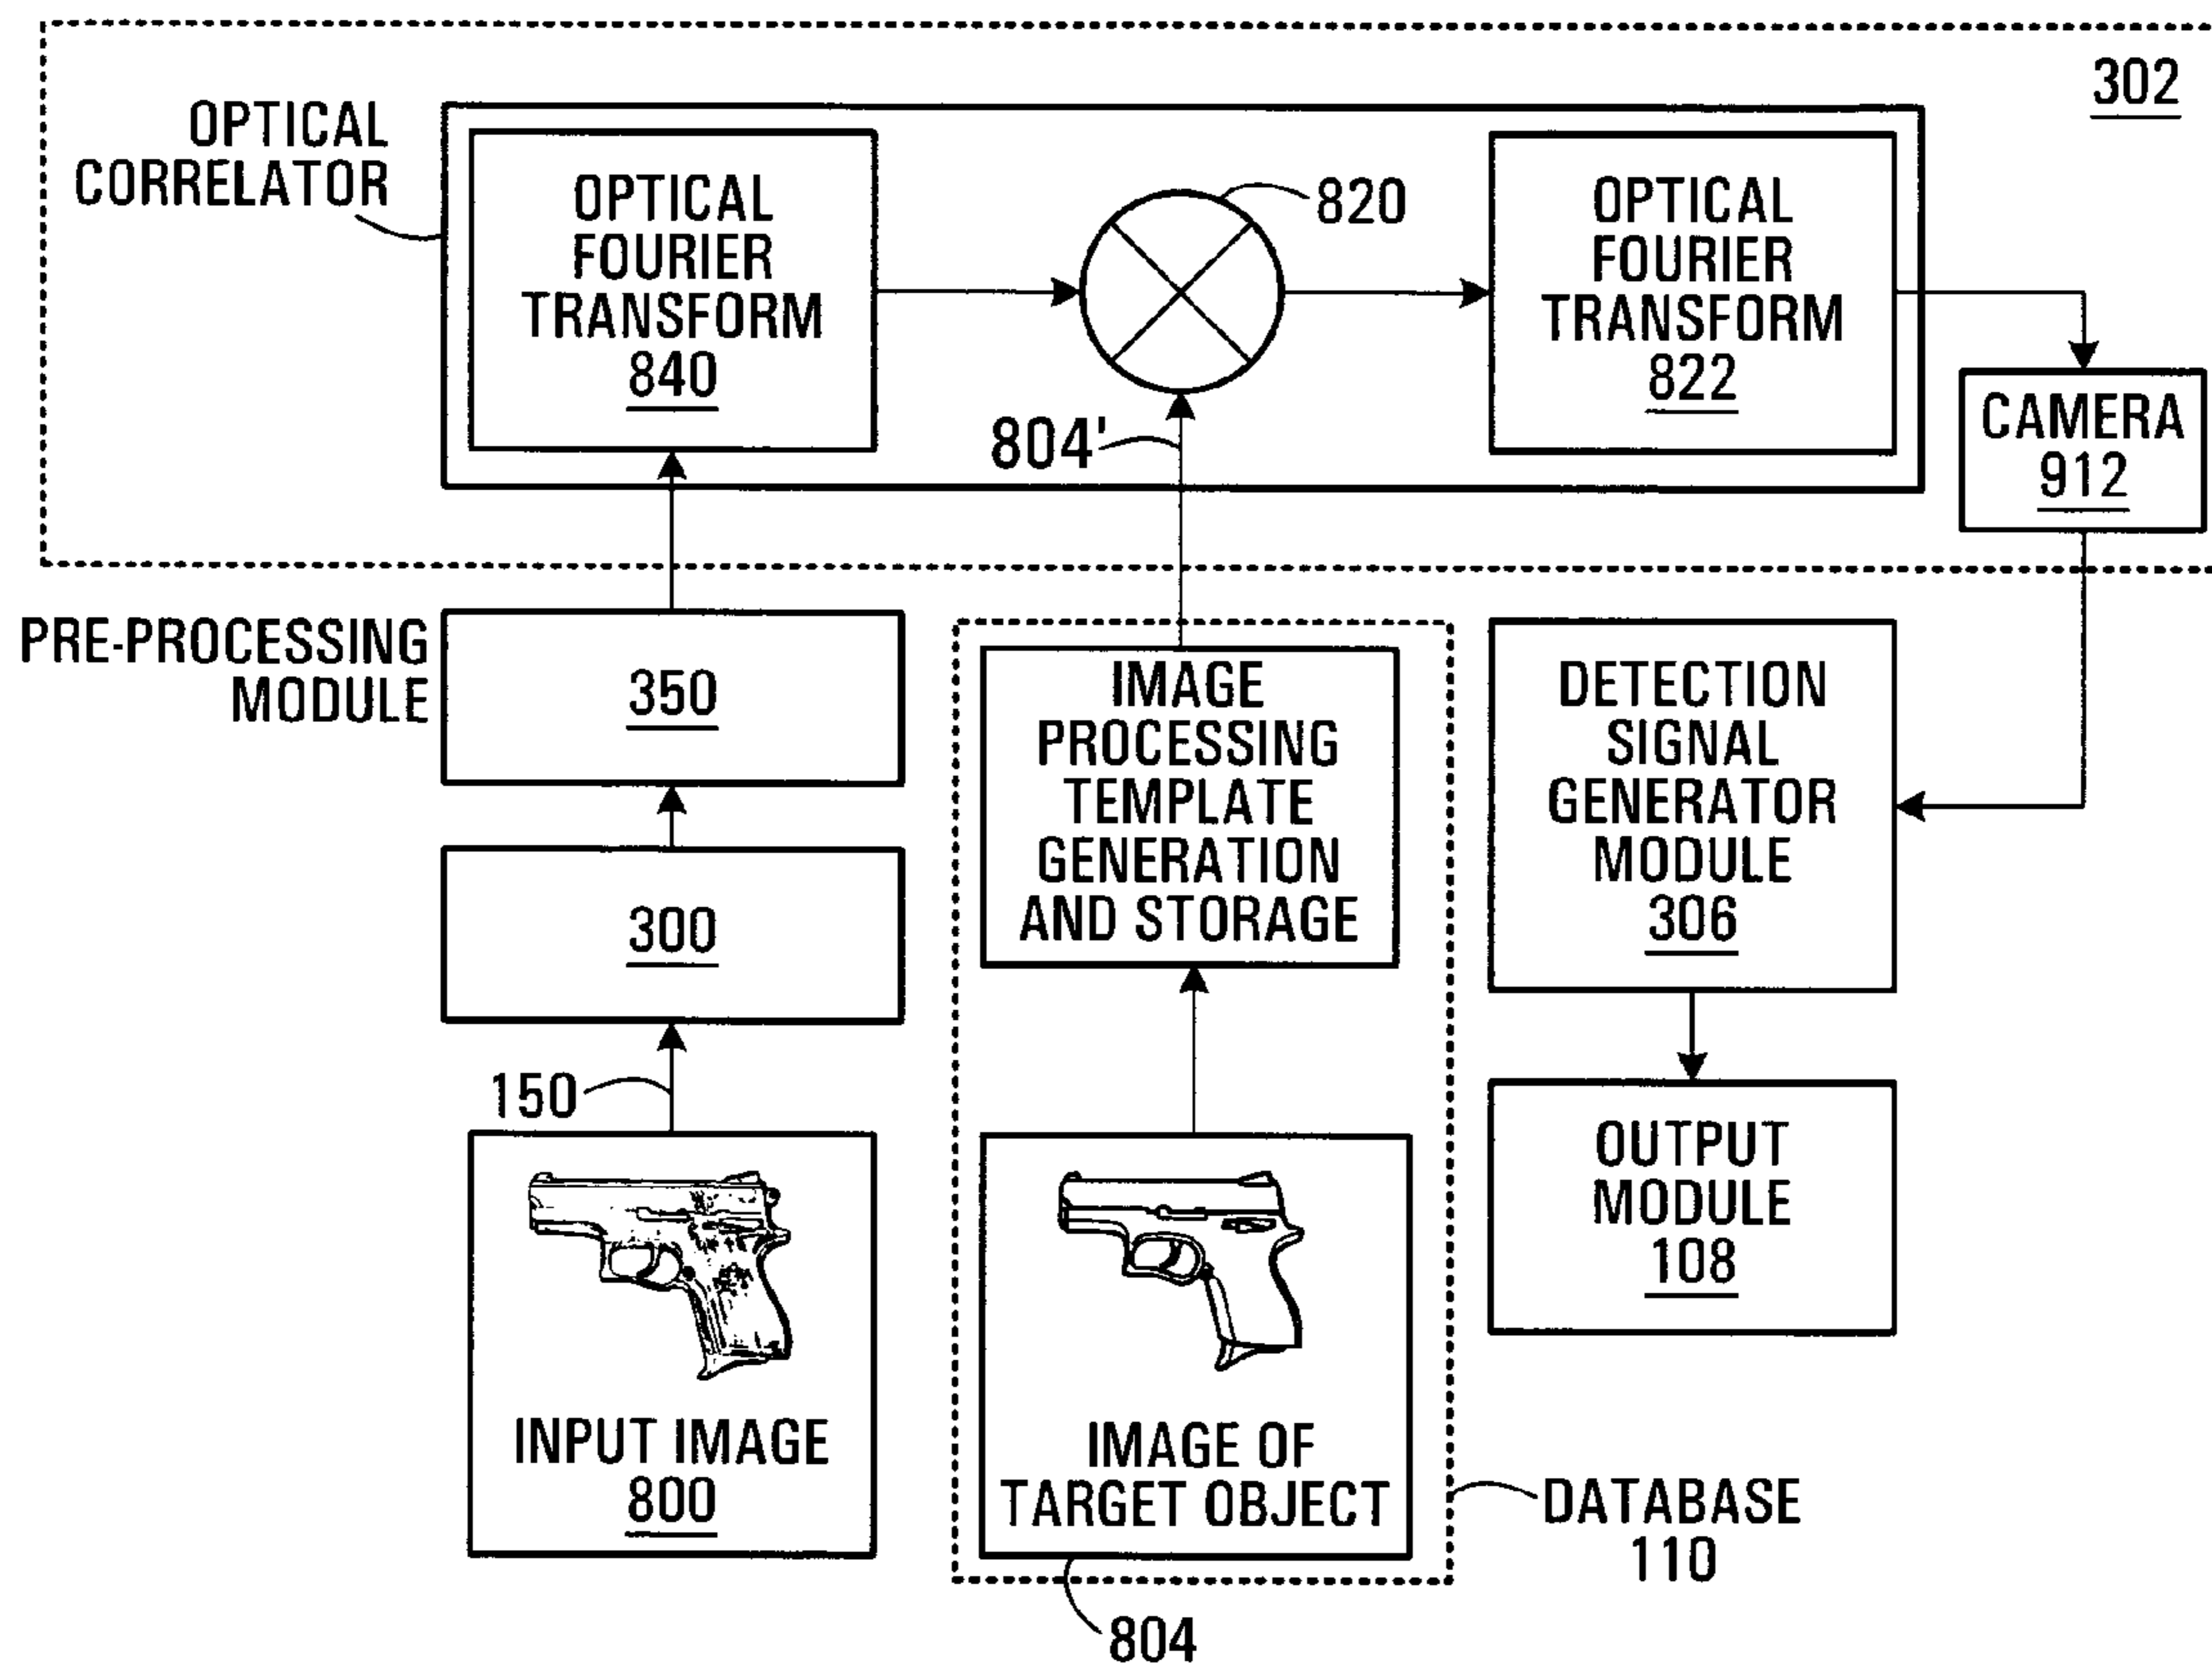 302
OPTICAL
CORRELATOR
OPTICAL
FOURIER
TRANSFORM
840
820
OPTICAL
FOURIER
TRANSFORM
822
804'
CAMERA
912
PRE-PROCESSING
MODULE
350
300
150
INPUT IMAGE
800
IMAGE
PROCESSING
TEMPLATE
GENERATION
AND STORAGE
IMAGE OF
TARGET OBJECT
804
DATABASE
110
DETECTION
SIGNAL
GENERATOR
MODULE
306
OUTPUT
MODULE
108